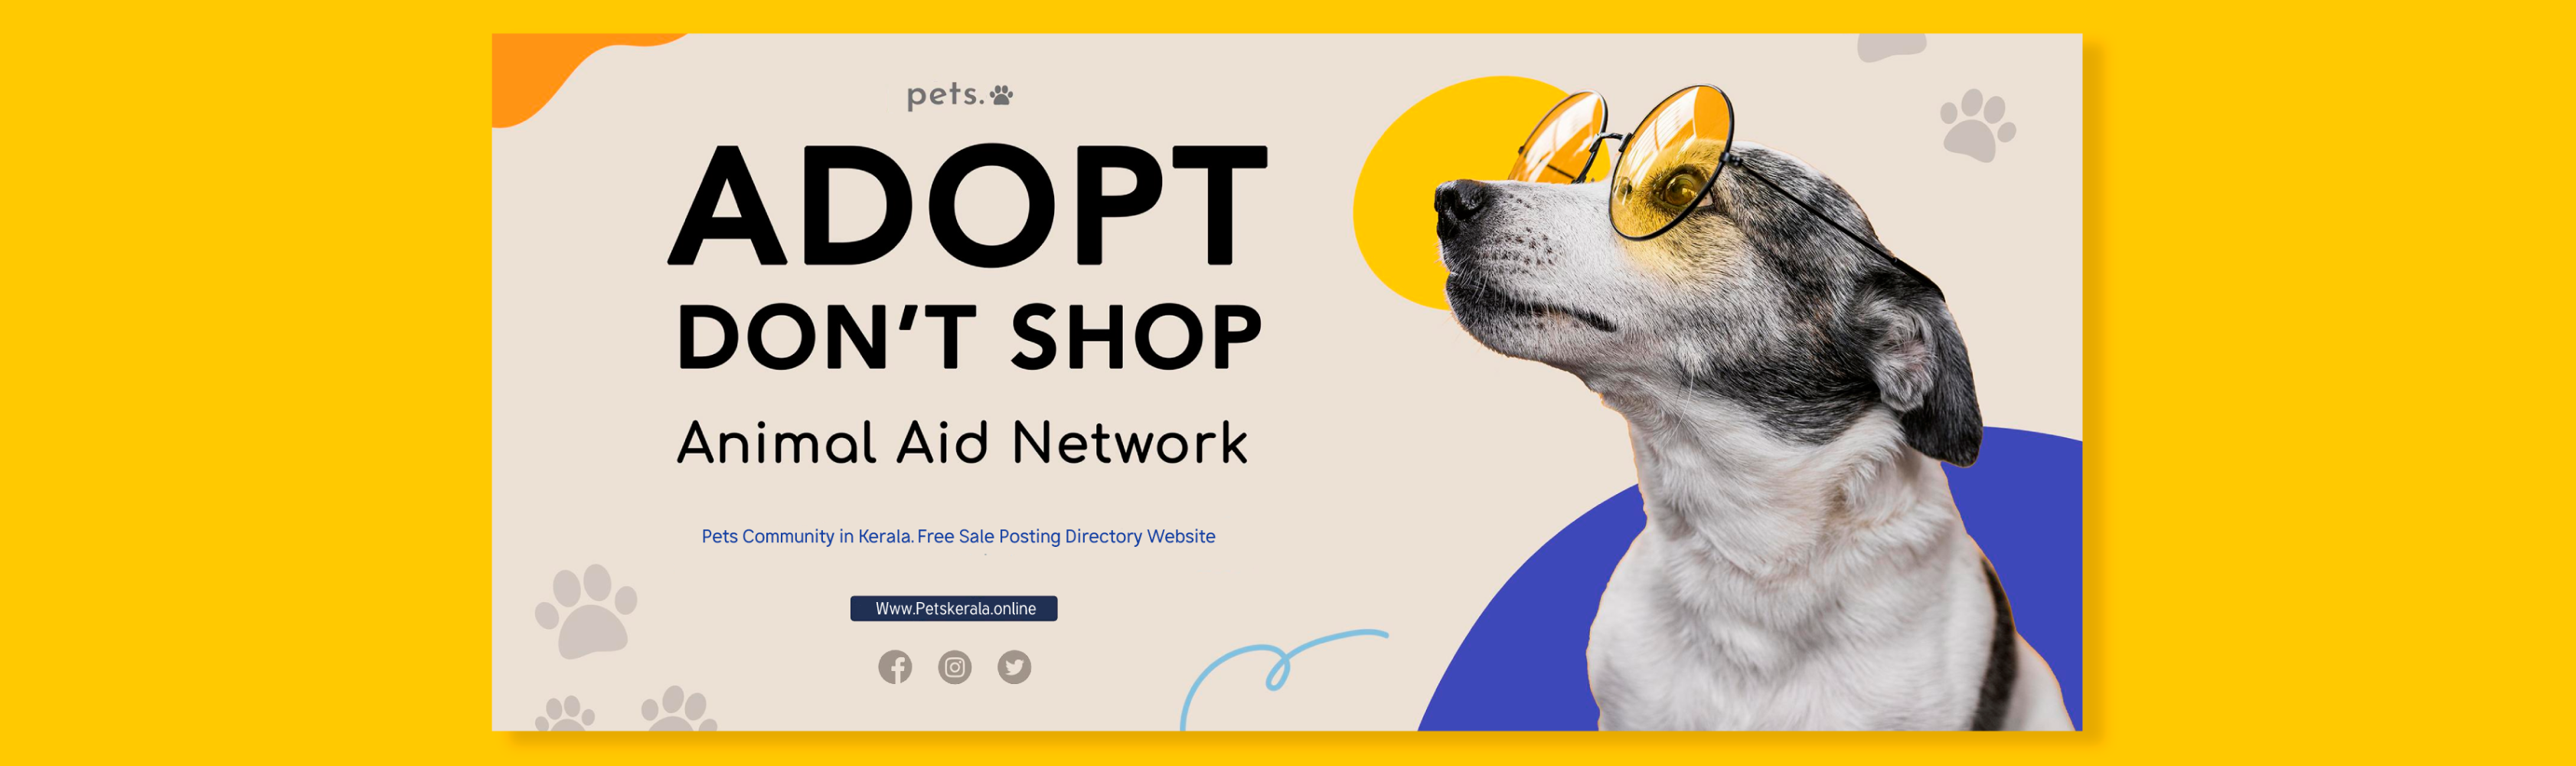 pets.
ADOPT
DON'T SHOP
Animal Aid Network
Pets Community in Kerala. Free Sale Posting Directory Website
Www.Petskerala.online